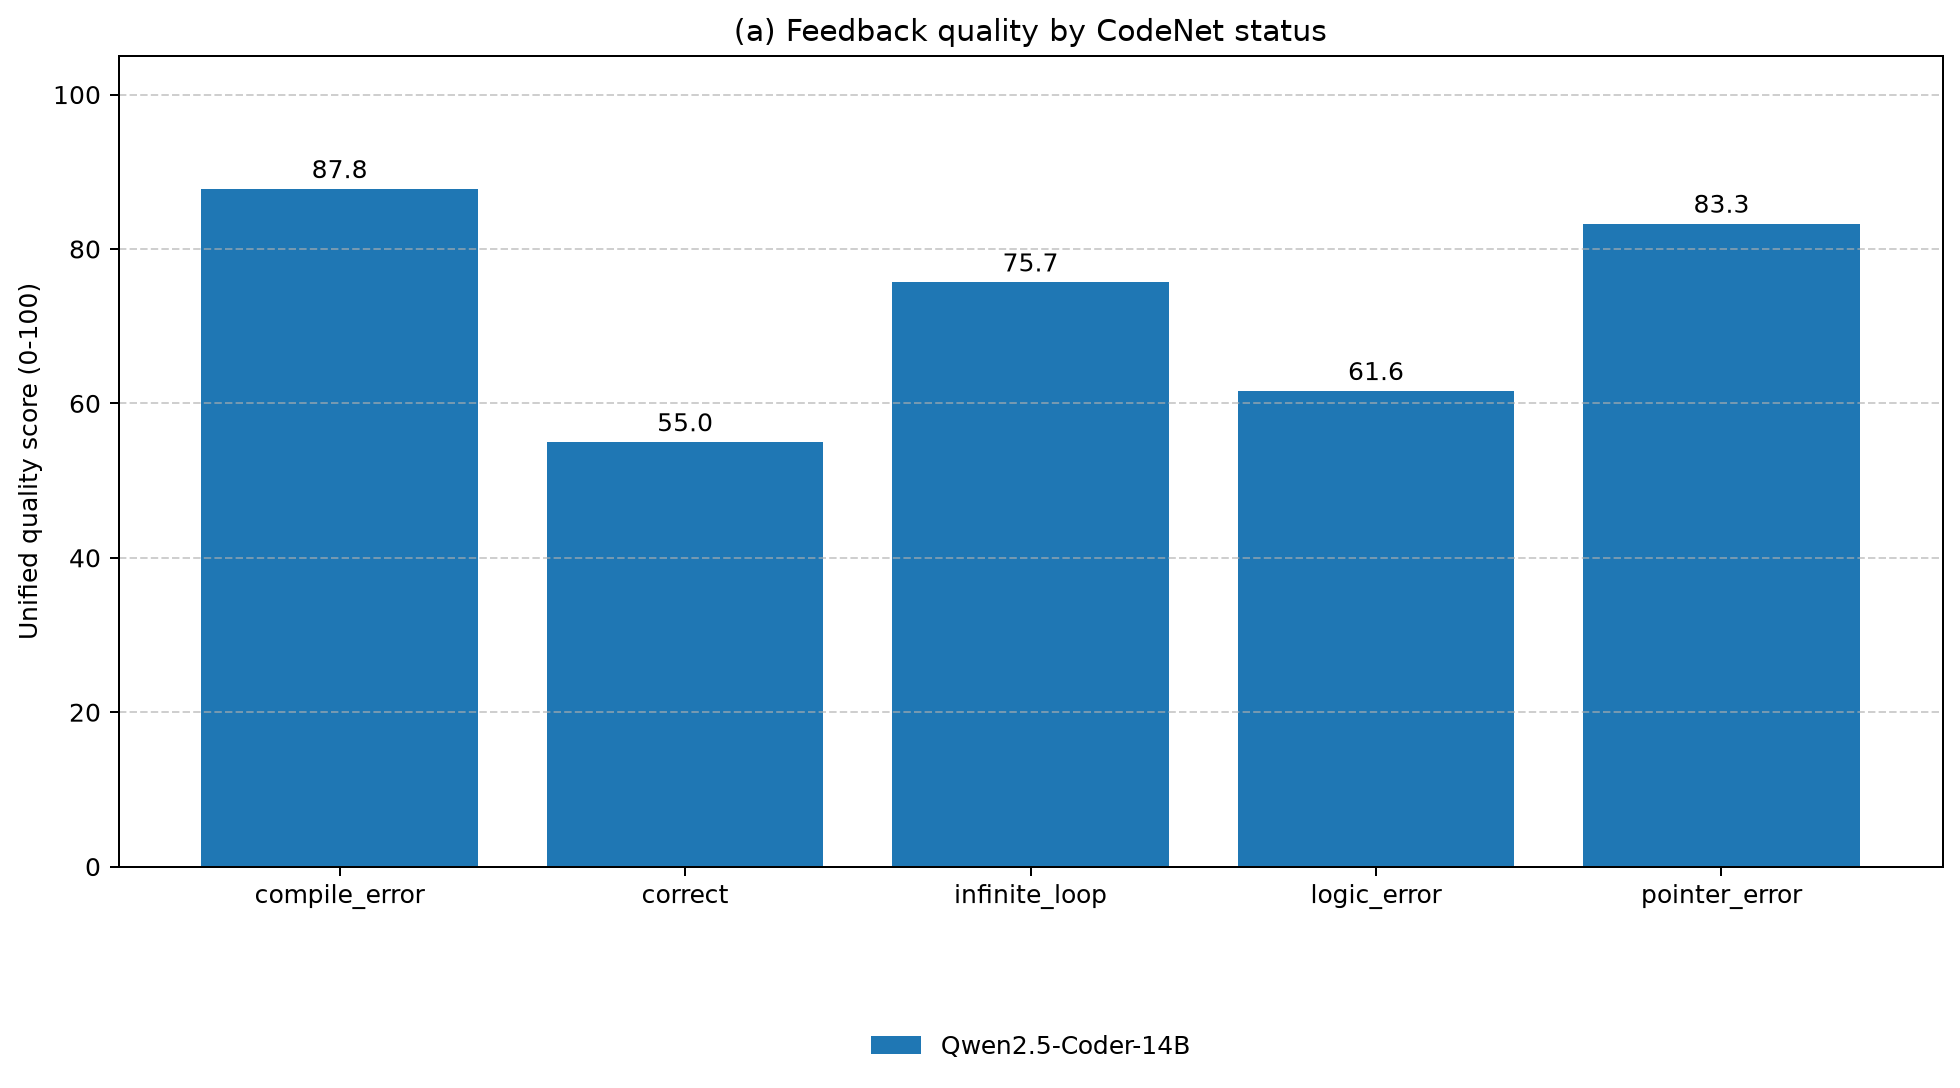 (a) Feedback quality by CodeNet status
Unified quality score (0-100)
100
80
60
40
20
0
87.8
55.0
75.7
61.6
83.3
compile_error
correct
infinite_loop
logic_error
pointer_error
Qwen2.5-Coder-14B